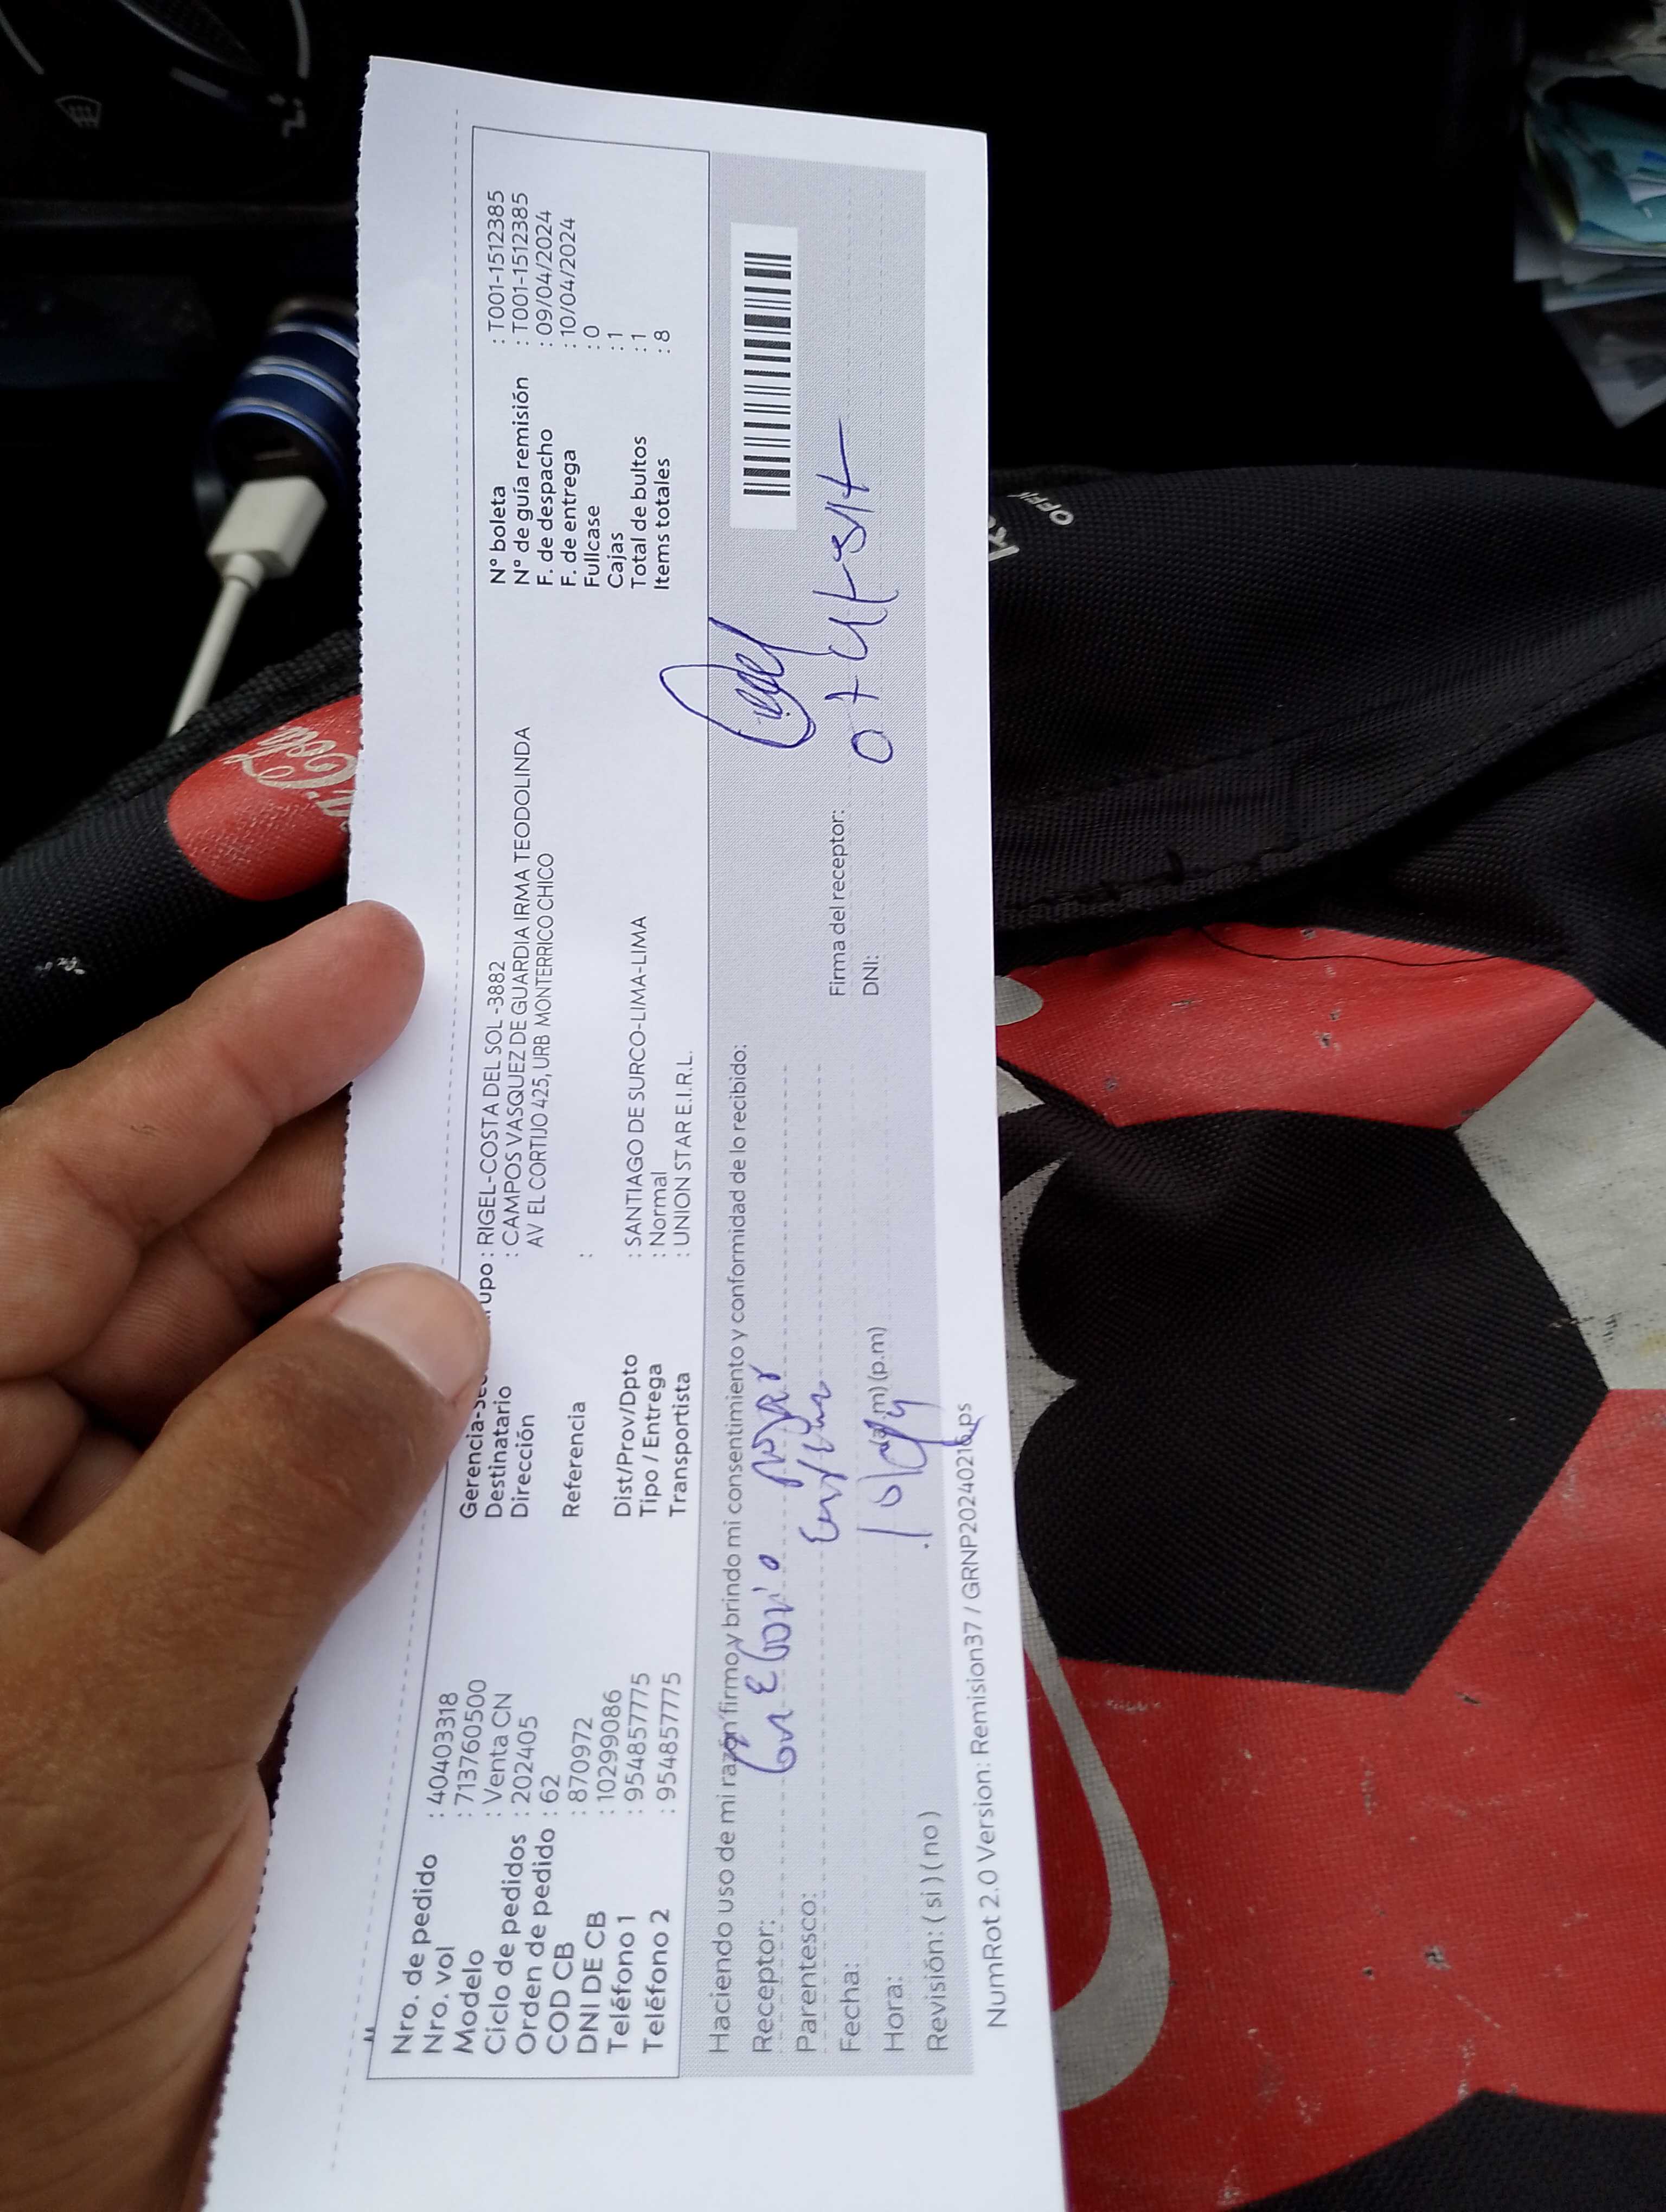 Nro. de pedido : 40403318
Nro. vol : 713760500
Modelo : Venta CN
Ciclo de pedidos : 202405
Orden de pedido : 62
COD CB : 870972
DNI DE CB : 10299086
Teléfono 1 : 954857775
Teléfono 2 : 954857775
upo : RIGEL-COSTA DEL SOL -3882
Destinatario : CAMPOS VASQUEZ DE GUARDIA IRMA TEODOLINDA
Dirección AV EL CORTIJO 425, URB MONTERRICO CHICO
Referencia :
Dist/Prov/Dpto : SANTIAGO DE SURCO-LIMA-LIMA
Tipo / Entrega : Normal
Transportista : UNION STAR E.I.R.L.
N° boleta : T001-1512385
N° de guía remisión : T001-1512385
F. de despacho : 09/04/2024
F. de entrega : 10/04/2024
Fullcase : 0
Cajas : 1
Total de bultos : 1
Items totales : 8
Haciendo uso de mi razón firmo y brindo mi consentimiento y conformidad de lo recibido:
Receptor:
Parentesco:
Fecha:
Hora: (a.m) (p.m)
Revisión: ( si ) ( no )
Firma del receptor:
DNI:
NumRot 2.0 Version: Remision37 / GRNP20240216.ps